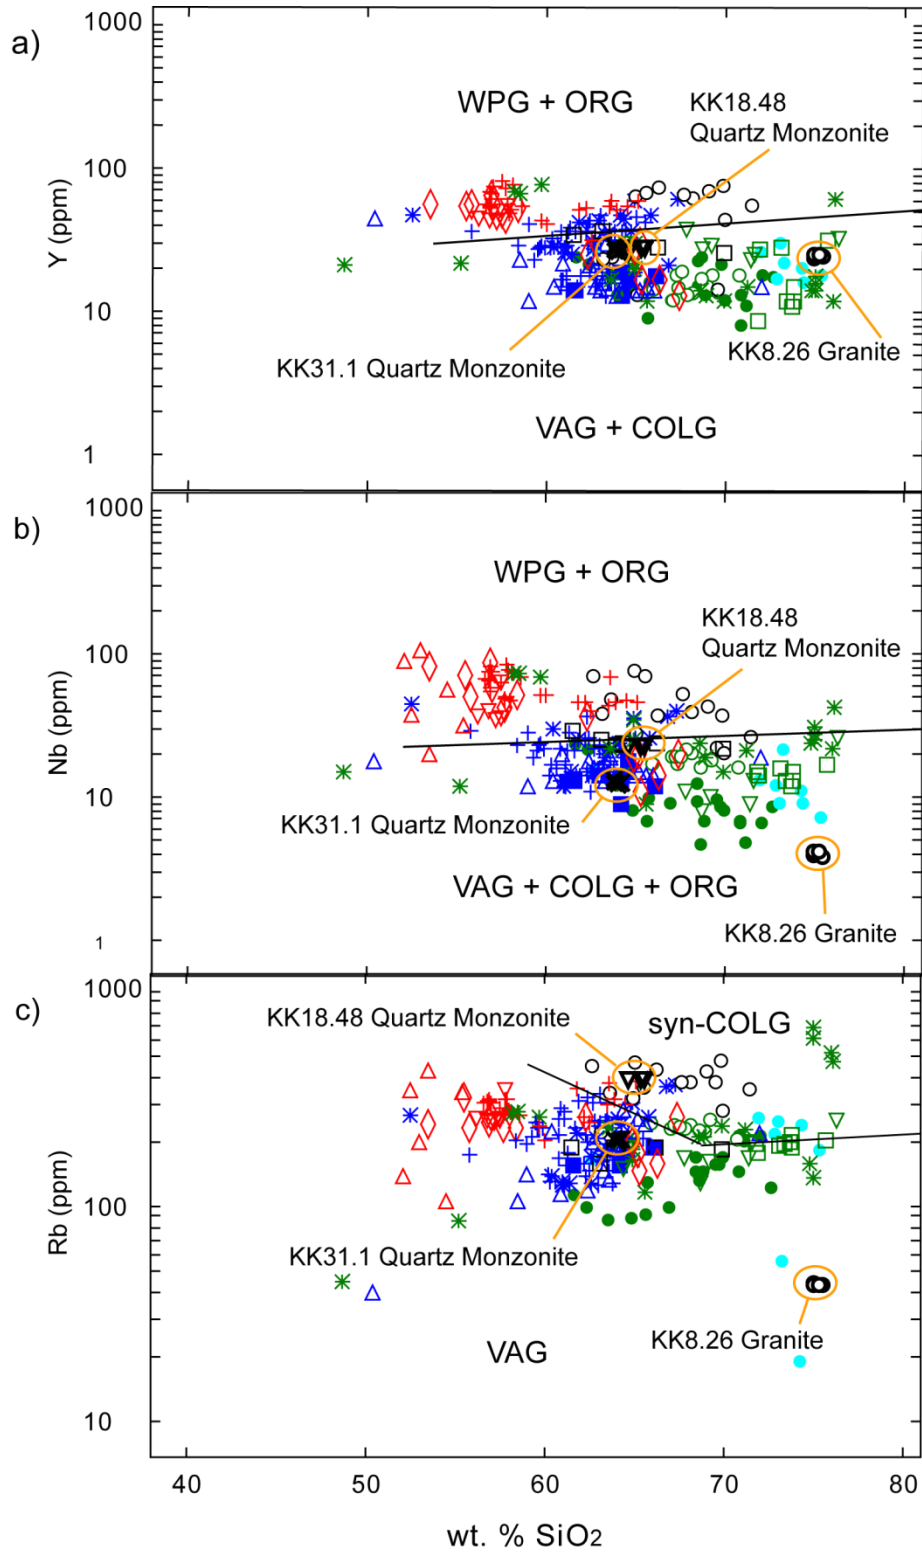 a)
1000
WPG + ORG
KK18.48
Quartz Monzonite
100
Y (ppm)
10
KK31.1 Quartz Monzonite
KK8.26 Granite
VAG + COLG
1
b)
1000
WPG + ORG
KK18.48
Quartz Monzonite
100
Nb (ppm)
10
KK31.1 Quartz Monzonite
VAG + COLG + ORG
KK8.26 Granite
1
c)
1000
KK18.48 Quartz Monzonite
syn-COLG
Rb (ppm)
100
KK31.1 Quartz Monzonite
KK8.26 Granite
VAG
10
40 50 60 70 80
wt. % SiO2